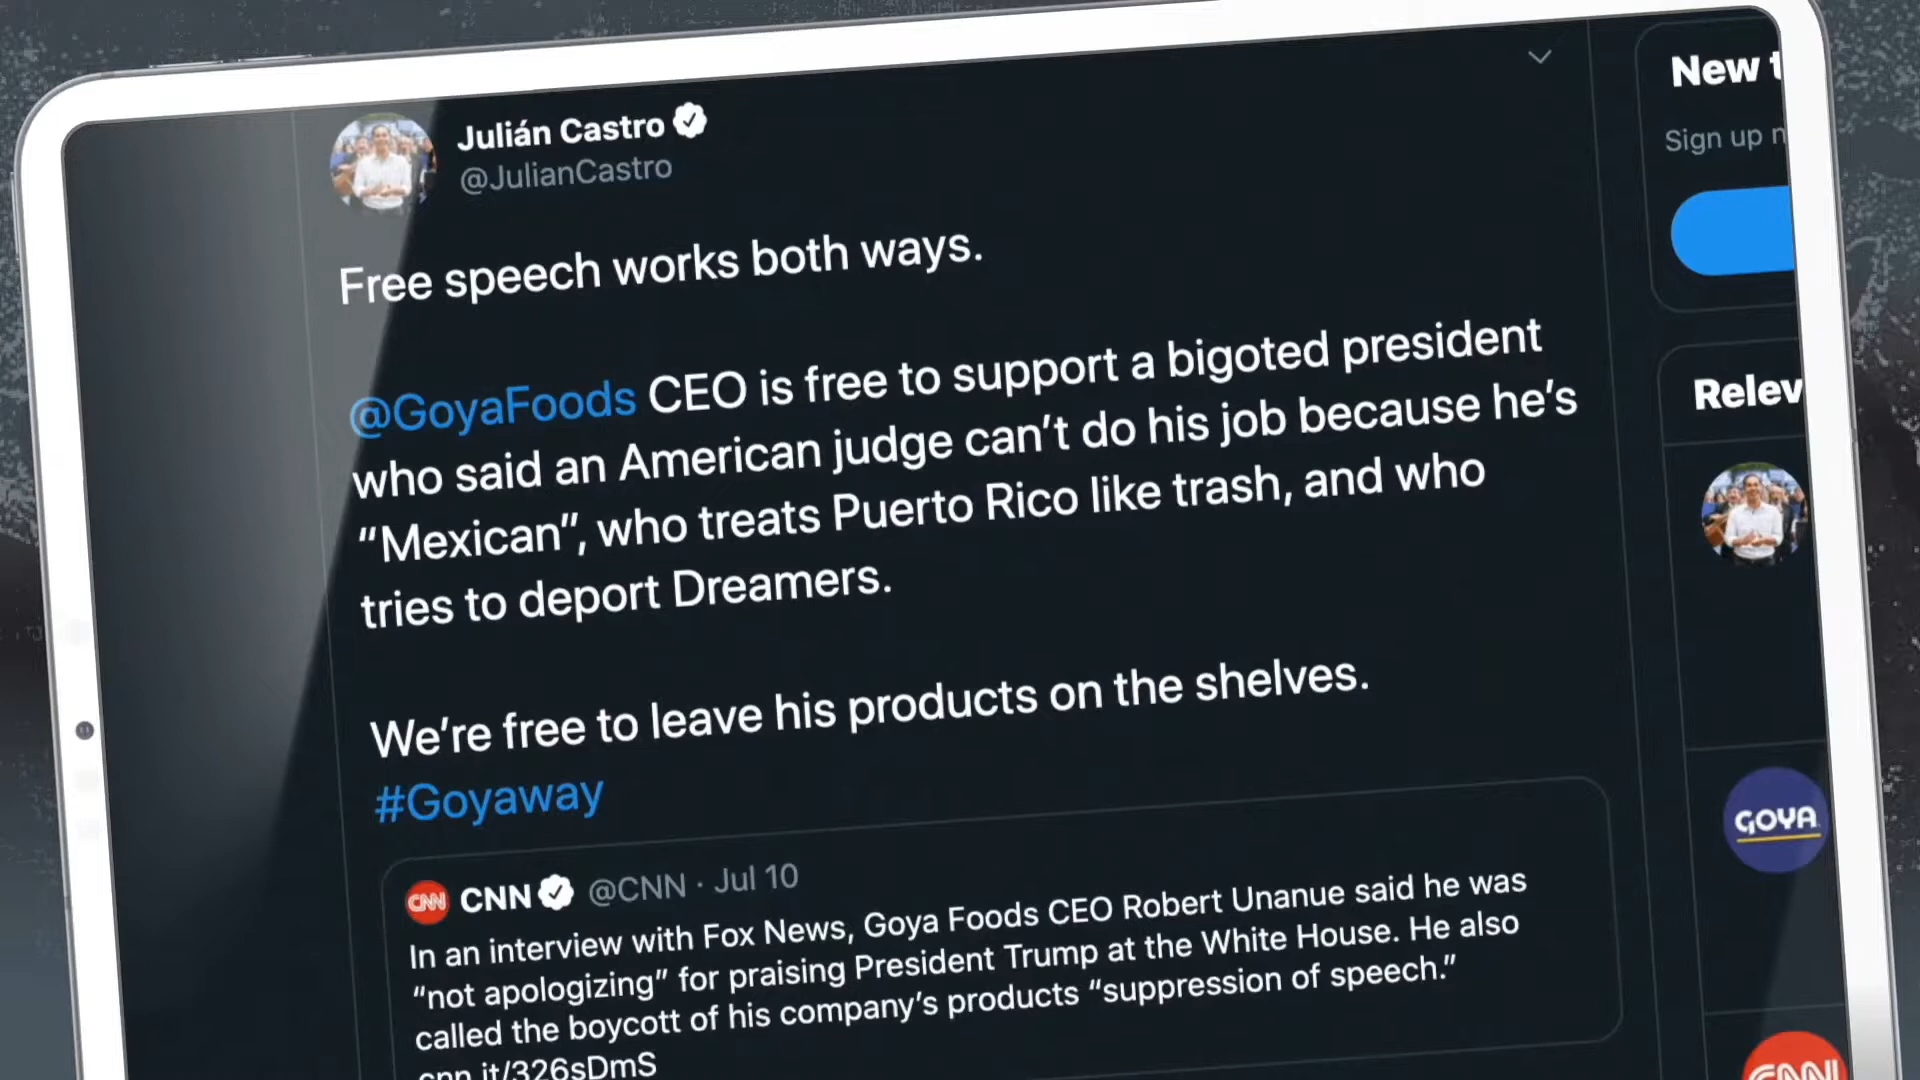 Julián Castro
@JulianCastro
Free speech works both ways.
@GoyaFoods CEO is free to support a bigoted president
who said an American judge can't do his job because he's
“Mexican”, who treats Puerto Rico like trash, and who
tries to deport Dreamers.
We're free to leave his products on the shelves.
#Goyaway
CNN CNN @CNN · Jul 10
In an interview with Fox News, Goya Foods CEO Robert Unanue said he was
“not apologizing” for praising President Trump at the White House. He also
called the boycott of his company's products “suppression of speech.”
cnn.it/326sDmS
New
Sign up
Relev
GOYA
CNN